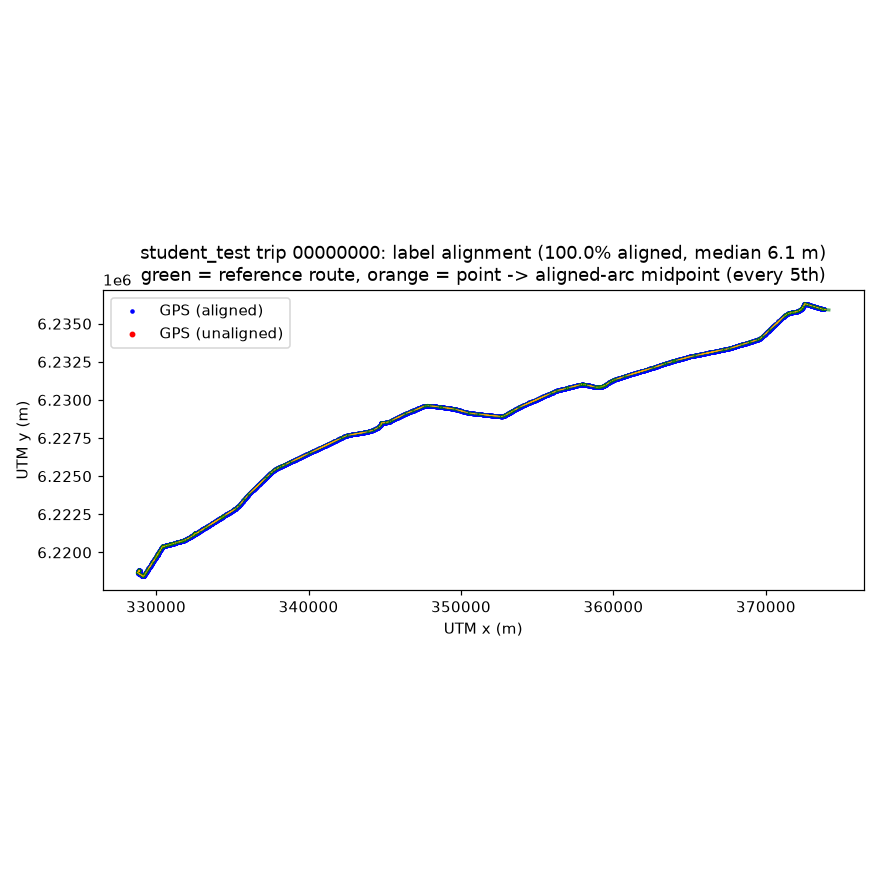 student_test trip 00000000: label alignment (100.0% aligned, median 6.1 m)
green = reference route, orange = point -> aligned-arc midpoint (every 5th)
1e6
GPS (aligned)
GPS (unaligned)
6.2350
6.2325
6.2300
6.2275
6.2250
6.2225
6.2200
UTM y (m)
330000 340000 350000 360000 370000
UTM x (m)